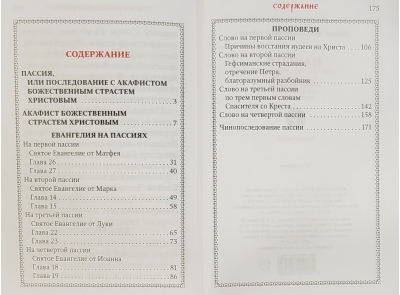 СОДЕРЖАНИЕ
ПАССИЯ,
ИЛИ ПОСЛЕДОВАНИЕ С АКАФИСТОМ
БОЖЕСТВЕННЫМ СТРАСТЕМ
ХРИСТОВЫМ 3
АКАФИСТ БОЖЕСТВЕННЫМ
СТРАСТЕМ ХРИСТОВЫМ 7
ЕВАНГЕЛИЯ НА ПАССИЯХ
На первой пассии
Святое Евангелие от Матфея
Глава 26 31
Глава 27 40
На второй пассии
Святое Евангелие от Марка
Глава 14 49
Глава 15 58
На третьей пассии
Святое Евангелие от Луки
Глава 22 65
Глава 23 73
На четвертой пассии
Святое Евангелие от Иоанна
Глава 18 81
Глава 19 86
СОДЕРЖАНИЕ 175
ПРОПОВЕДИ
Слово на первой пассии
Причины восстания иудеев на Христа 106
Слово на второй пассии
Гефсиманские страдания,
отречение Петра,
благоразумный разбойник 125
Слово на третьей пассии
по трем первым словам
Спасителя со Креста 142
Слово на четвертой пассии 158
Чинопоследование пассии 171